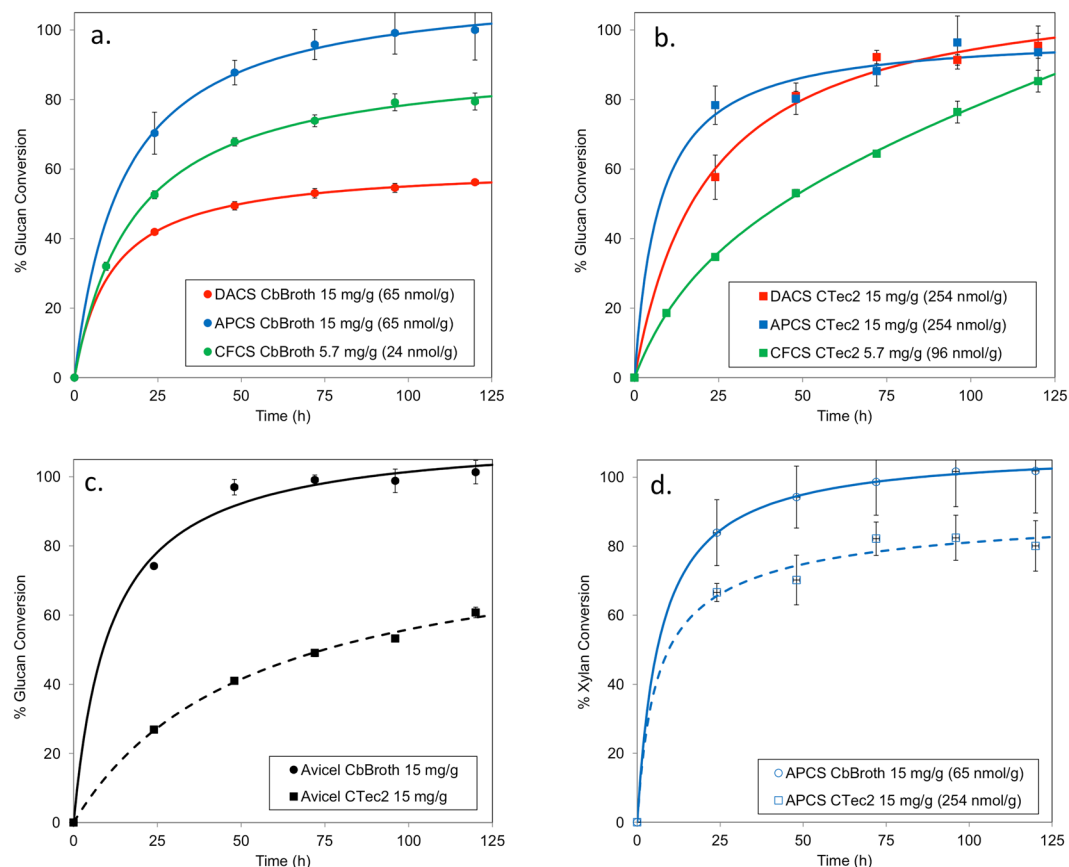 a.
100
80
60
40
20
0
% Glucan Conversion
DACS CbBroth 15 mg/g (65 nmol/g)
APCS CbBroth 15 mg/g (65 nmol/g)
CFCS CbBroth 5.7 mg/g (24 nmol/g)
0 25 50 75 100 125
Time (h)
b.
100
80
60
40
20
0
% Glucan Conversion
DACS CTec2 15 mg/g (254 nmol/g)
APCS CTec2 15 mg/g (254 nmol/g)
CFCS CTec2 5.7 mg/g (96 nmol/g)
0 25 50 75 100 125
Time (h)
c.
100
80
60
40
20
0
% Glucan Conversion
Avicel CbBroth 15 mg/g
Avicel CTec2 15 mg/g
0 25 50 75 100 125
Time (h)
d.
100
80
60
40
20
0
% Xylan Conversion
APCS CbBroth 15 mg/g (65 nmol/g)
APCS CTec2 15 mg/g (254 nmol/g)
0 25 50 75 100 125
Time (h)